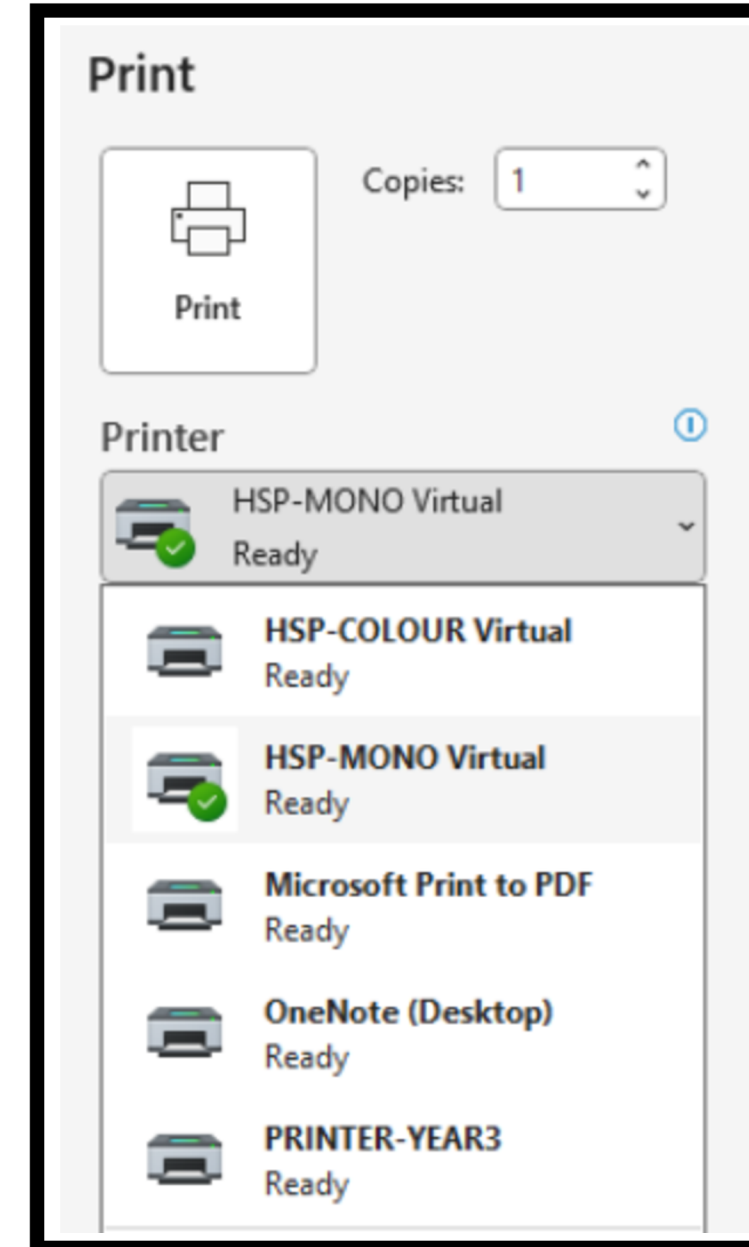 Print
Copies: 1
Print
Printer
HSP-MONO Virtual
Ready
HSP-COLOUR Virtual
Ready
HSP-MONO Virtual
Ready
Microsoft Print to PDF
Ready
OneNote (Desktop)
Ready
PRINTER-YEAR3
Ready